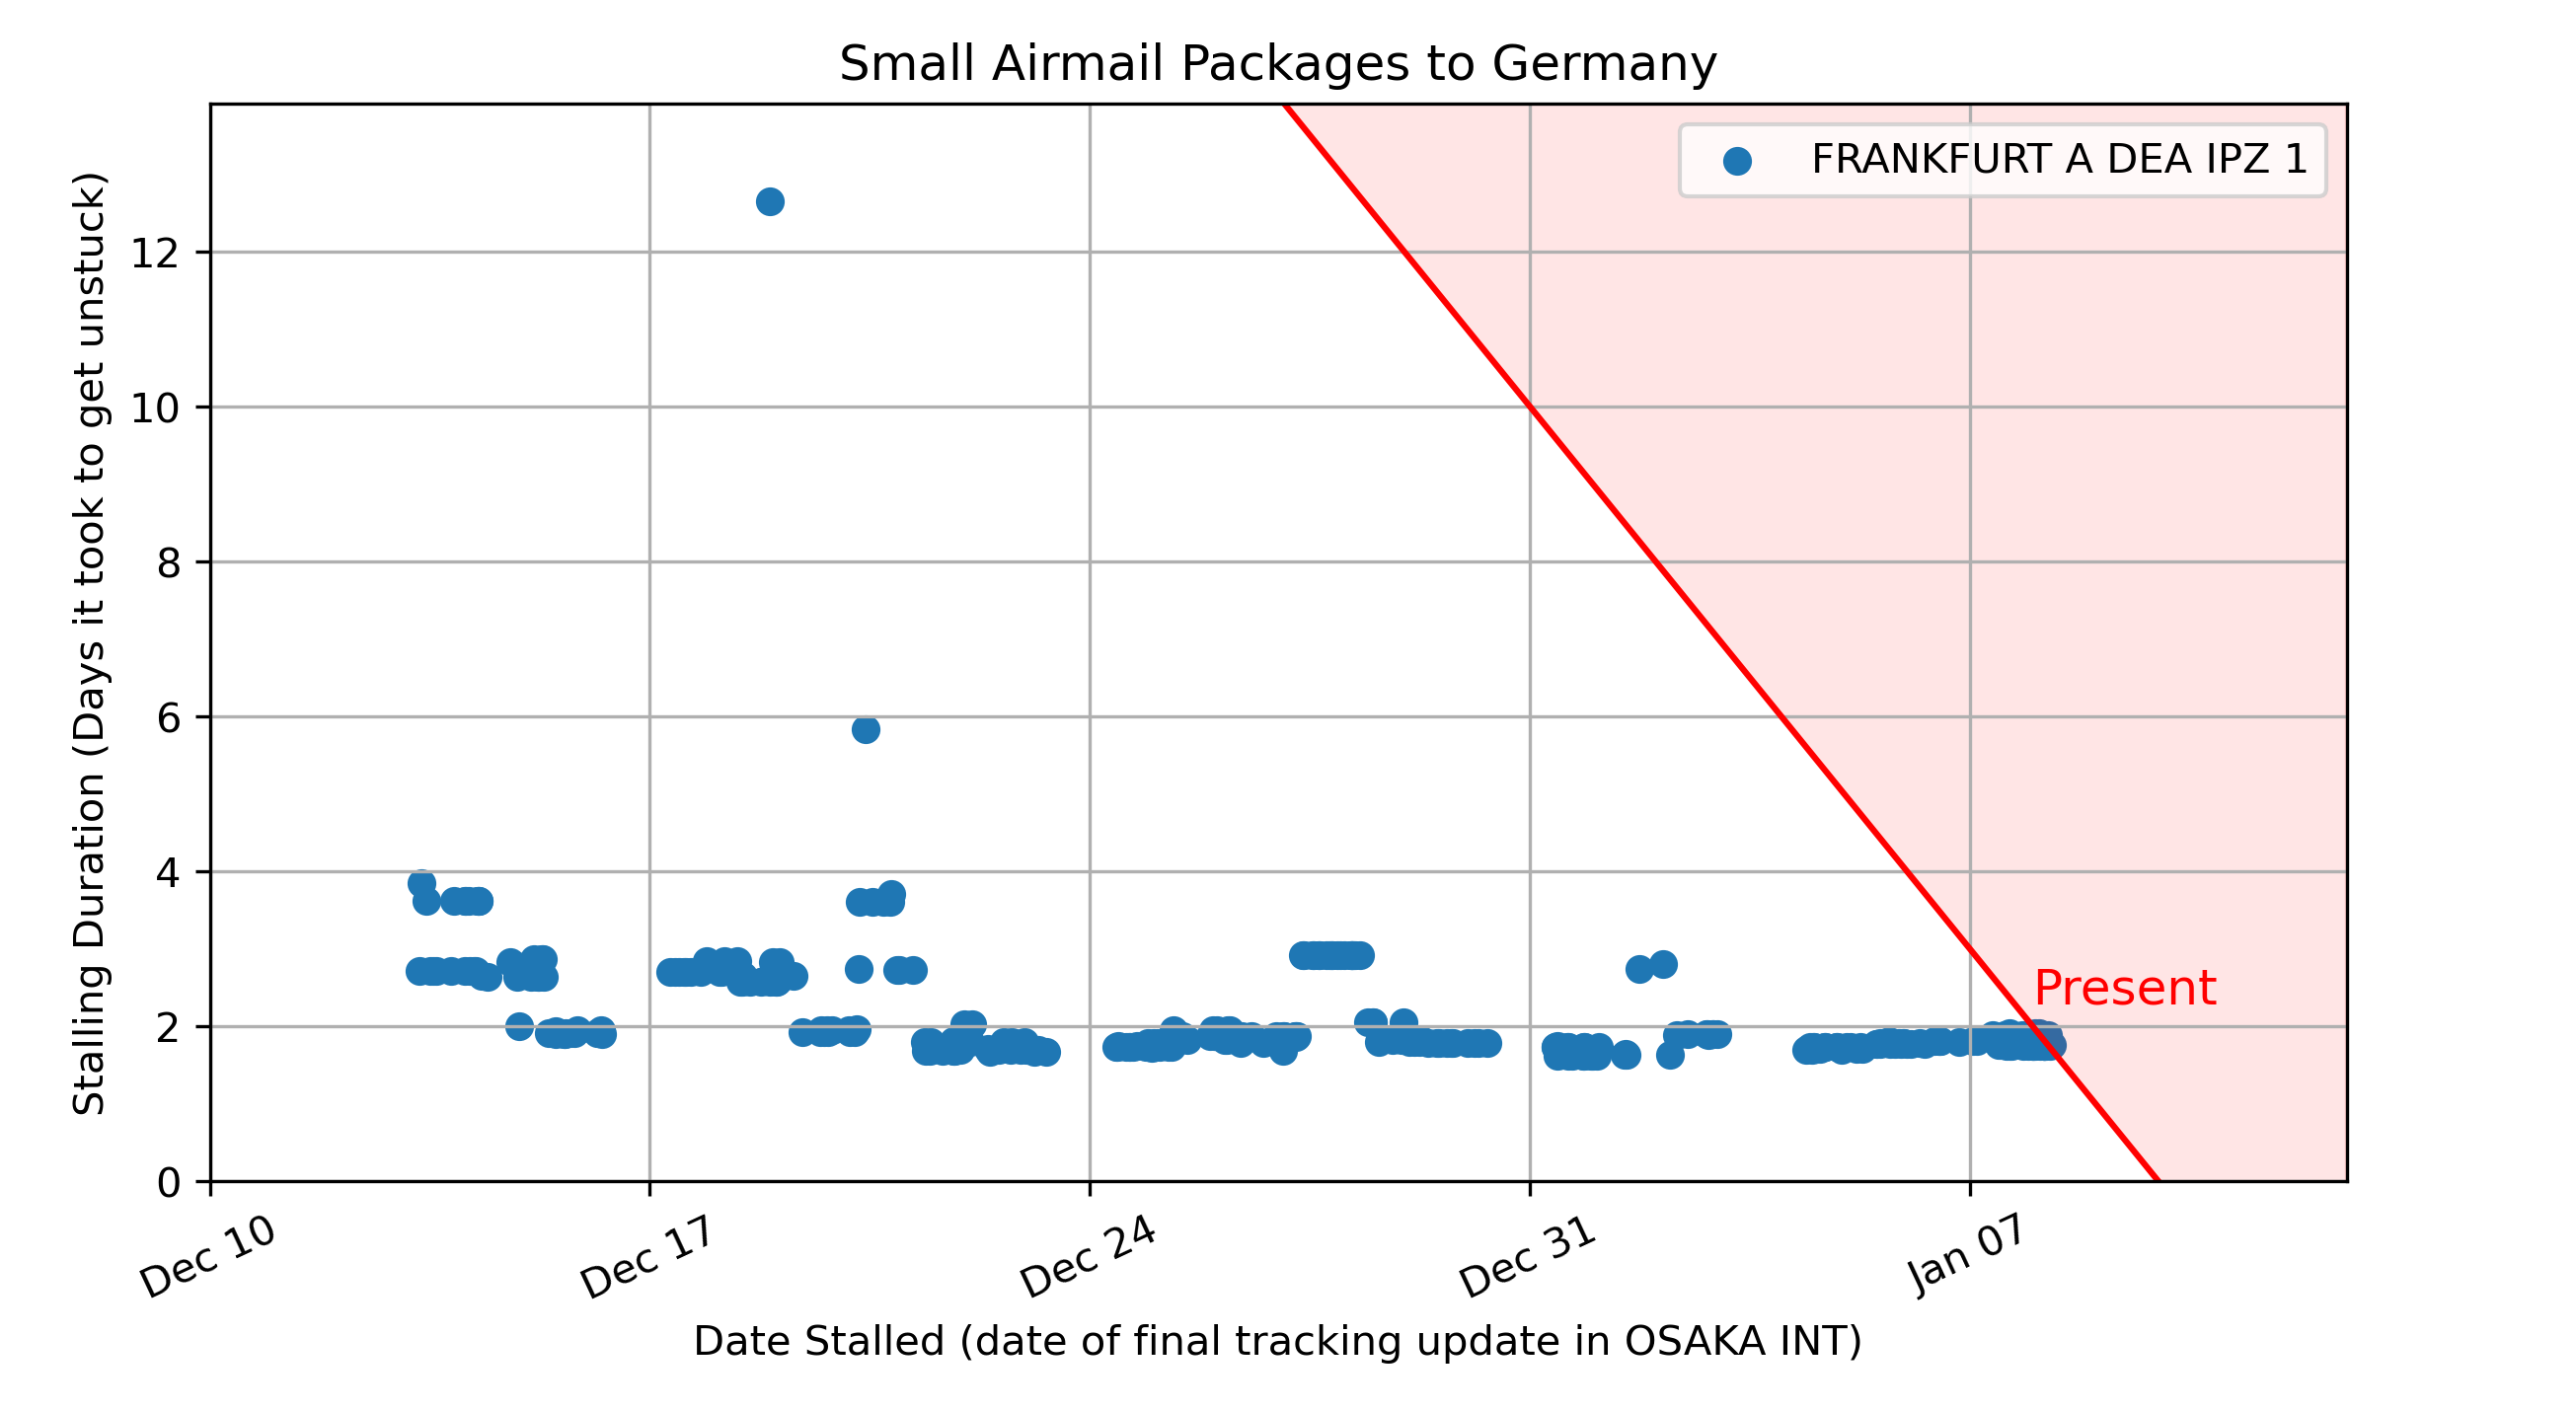 Small Airmail Packages to Germany
FRANKFURT A DEA IPZ 1
Stalling Duration (Days it took to get unstuck)
12
10
8
6
4
2
0
Present
Dec 10
Dec 17
Dec 24
Dec 31
Jan 07
Date Stalled (date of final tracking update in OSAKA INT)